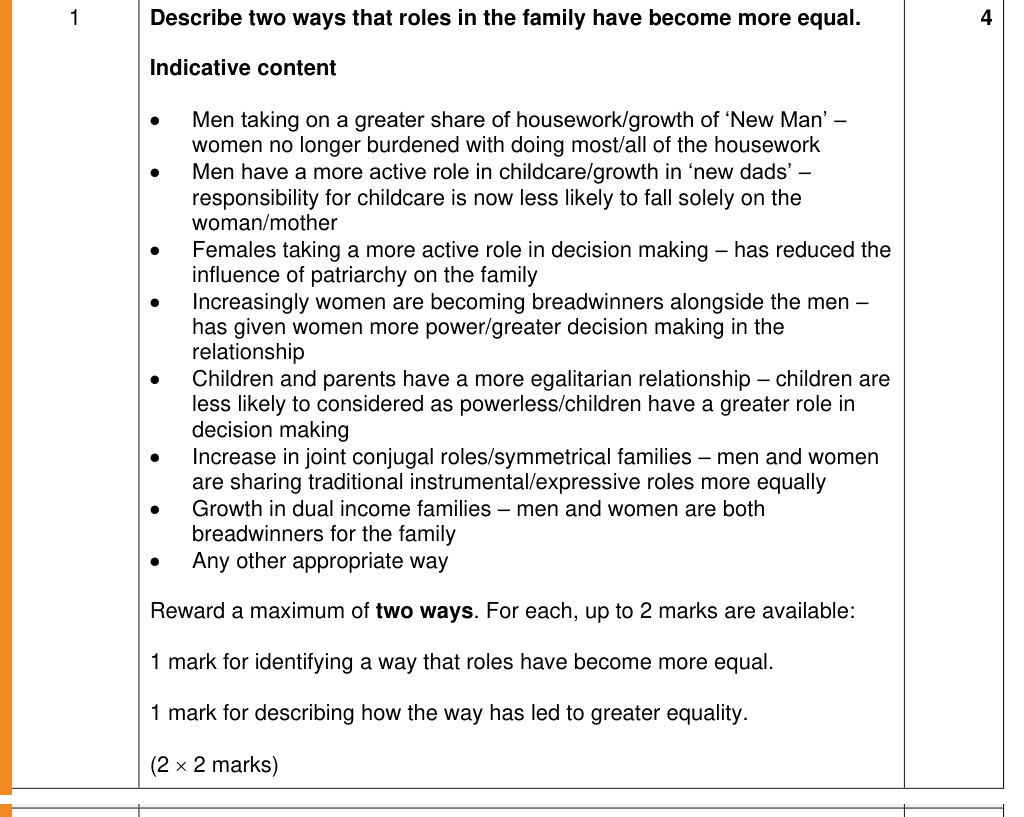 1 Describe two ways that roles in the family have become more equal. 4
Indicative content
• Men taking on a greater share of housework/growth of ‘New Man’ –
women no longer burdened with doing most/all of the housework
• Men have a more active role in childcare/growth in ‘new dads’ –
responsibility for childcare is now less likely to fall solely on the
woman/mother
• Females taking a more active role in decision making – has reduced the
influence of patriarchy on the family
• Increasingly women are becoming breadwinners alongside the men –
has given women more power/greater decision making in the
relationship
• Children and parents have a more egalitarian relationship – children are
less likely to considered as powerless/children have a greater role in
decision making
• Increase in joint conjugal roles/symmetrical families – men and women
are sharing traditional instrumental/expressive roles more equally
• Growth in dual income families – men and women are both
breadwinners for the family
• Any other appropriate way
Reward a maximum of two ways. For each, up to 2 marks are available:
1 mark for identifying a way that roles have become more equal.
1 mark for describing how the way has led to greater equality.
(2 × 2 marks)